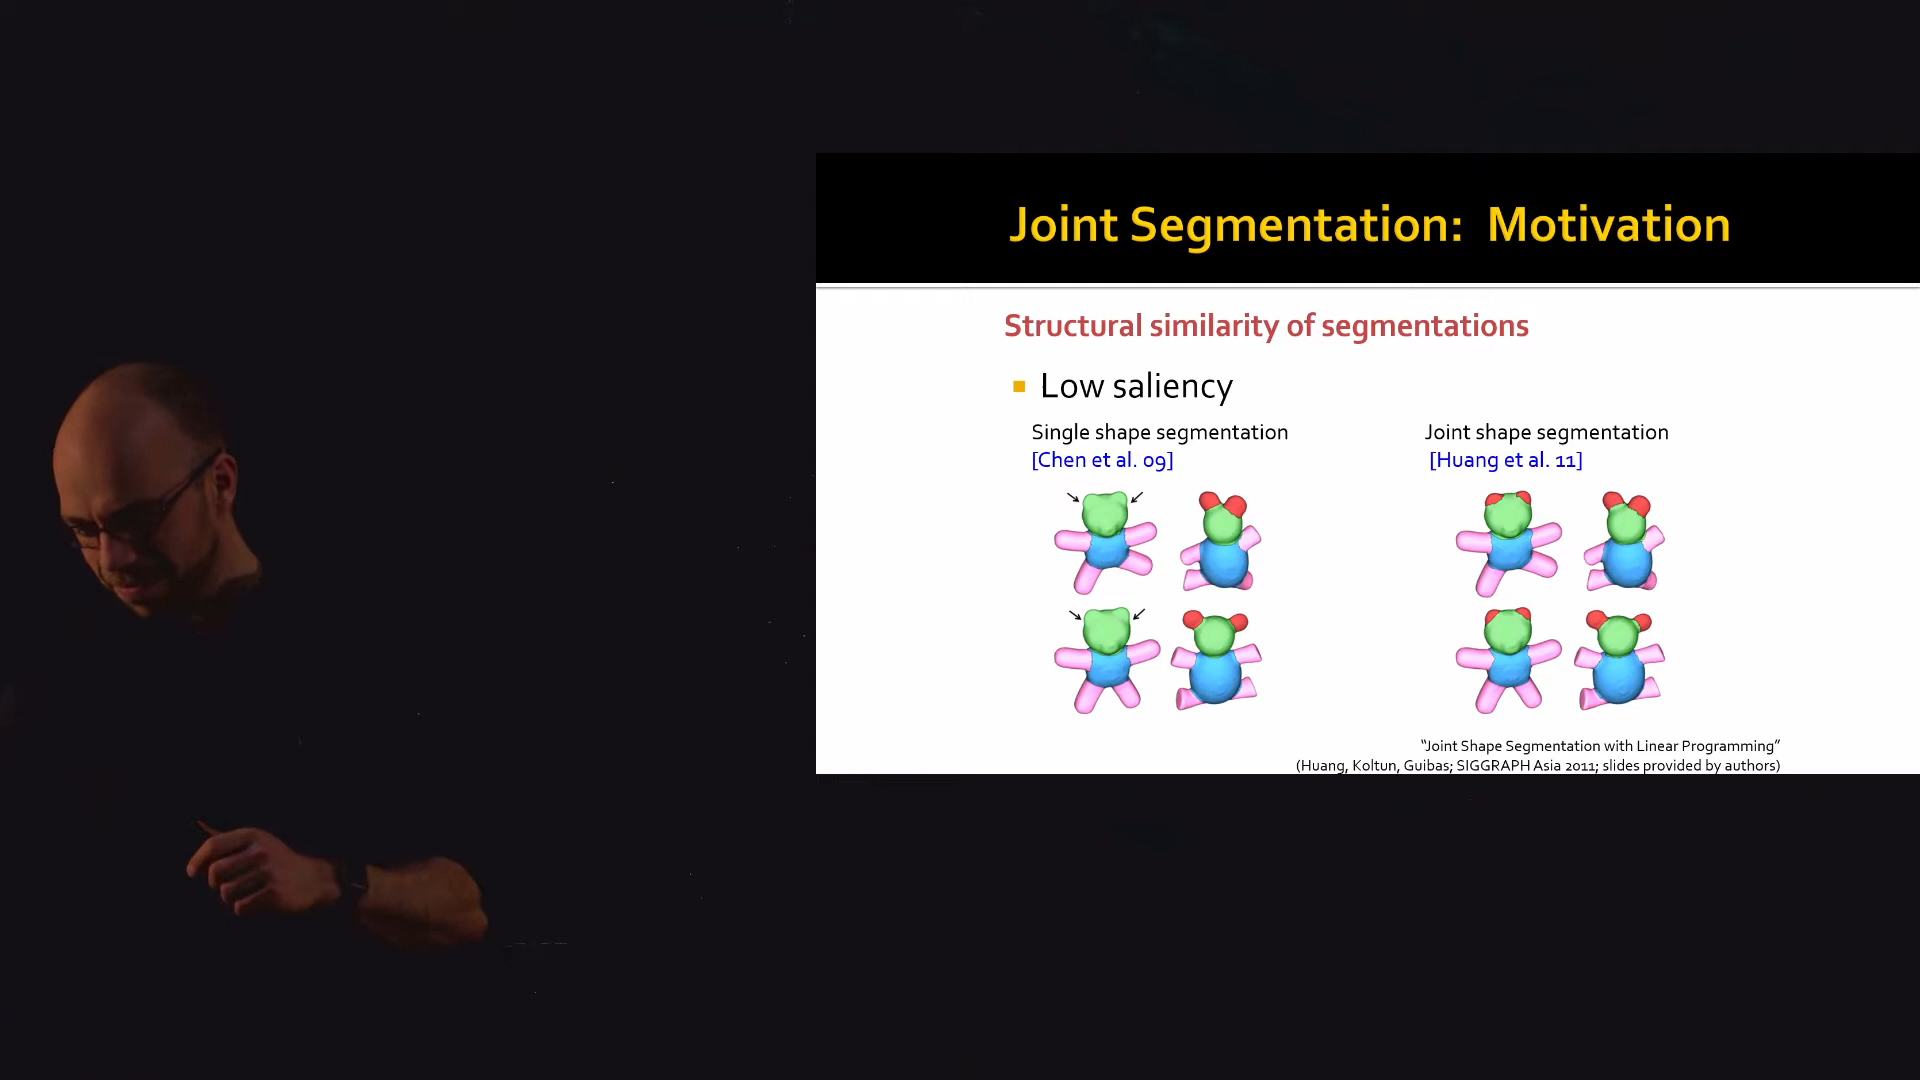 Joint Segmentation: Motivation
Structural similarity of segmentations
Low saliency
Single shape segmentation
[Chen et al. 09]
Joint shape segmentation
[Huang et al. 11]
“Joint Shape Segmentation with Linear Programming”
(Huang, Koltun, Guibas; SIGGRAPH Asia 2011; slides provided by authors)